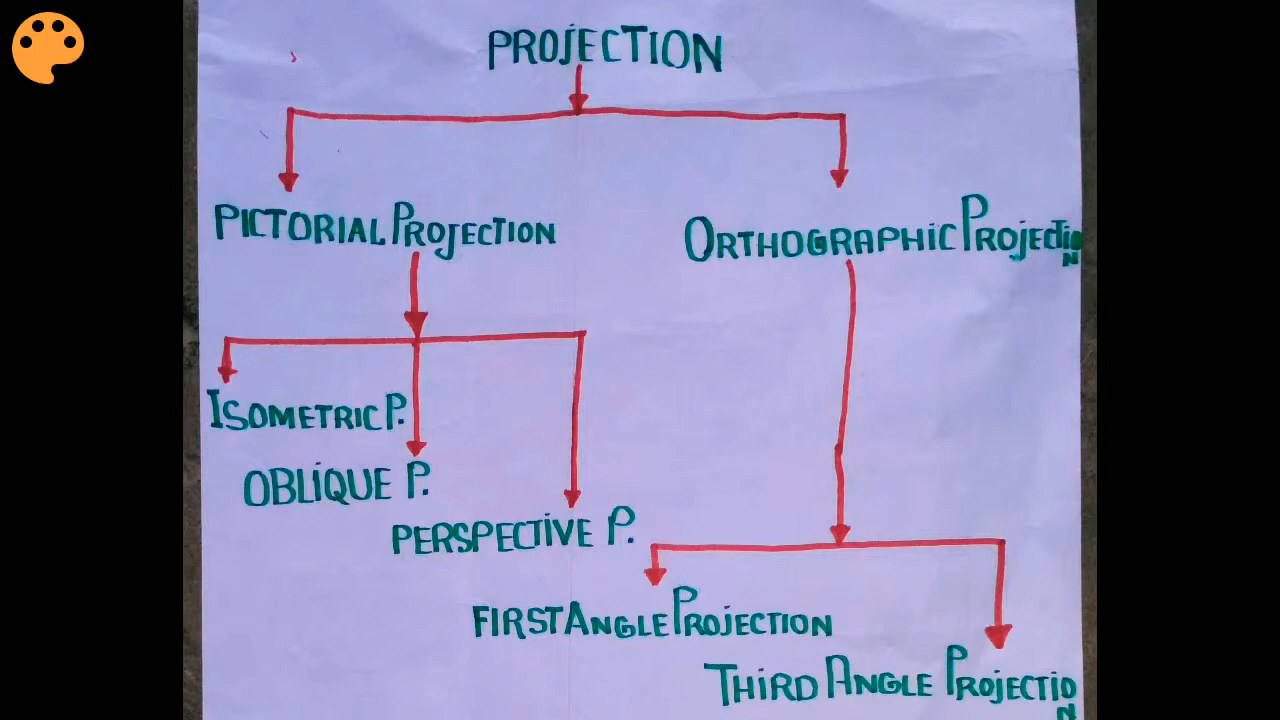 PROJECTION
PICTORIAL PROJECTION
ORTHOGRAPHIC PROJECTION
ISOMETRIC P.
OBLIQUE P.
PERSPECTIVE P.
FIRST ANGLE PROJECTION
THIRD ANGLE PROJECTION